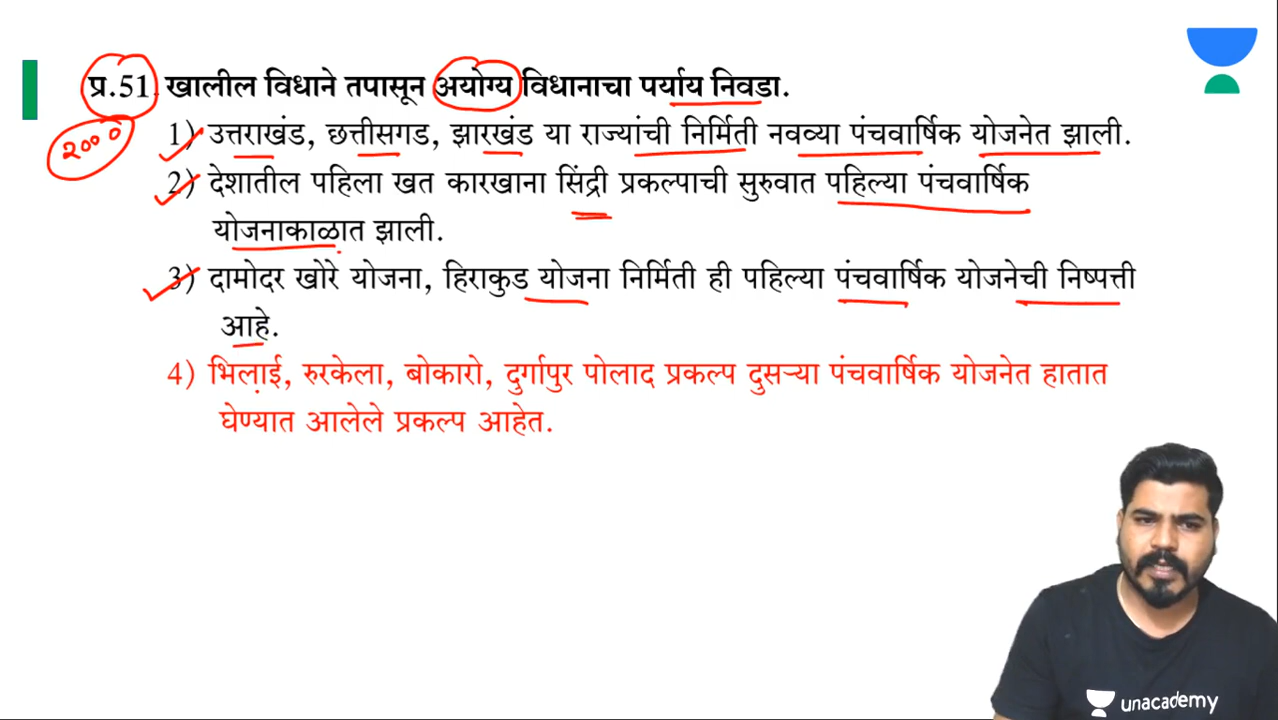 प्र.51. खालील विधाने तपासून अयोग्य विधानाचा पर्याय निवडा.
२०००
1) उत्तराखंड, छत्तीसगड, झारखंड या राज्यांची निर्मिती नवव्या पंचवार्षिक योजनेत झाली.
2) देशातील पहिला खत कारखाना सिंद्री प्रकल्पाची सुरुवात पहिल्या पंचवार्षिक
योजनाकाळात झाली.
3) दामोदर खोरे योजना, हिराकुड योजना निर्मिती ही पहिल्या पंचवार्षिक योजनेची निष्पत्ती
आहे.
4) भिलाई, रुरकेला, बोकारो, दुर्गापुर पोलाद प्रकल्प दुसऱ्या पंचवार्षिक योजनेत हातात
घेण्यात आलेले प्रकल्प आहेत.
unacademy